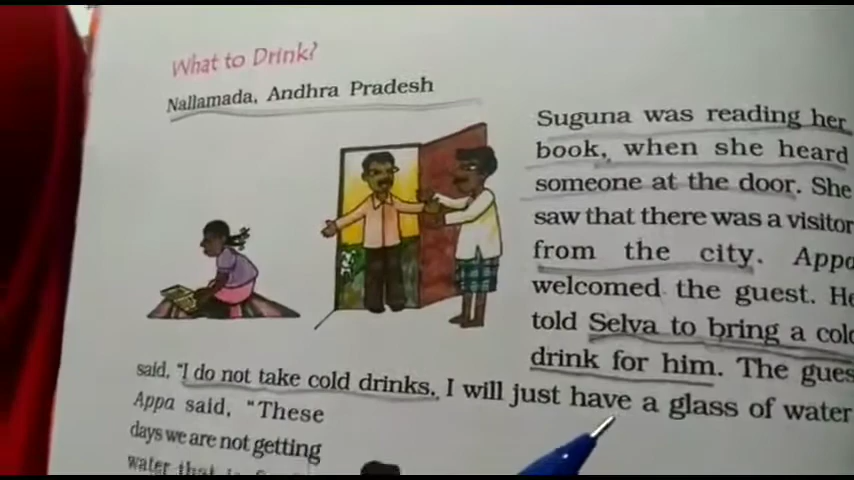 What to Drink?
Nallamada, Andhra Pradesh
Suguna was reading her
book, when she heard
someone at the door. She
saw that there was a visitor
from the city. Appa
welcomed the guest. He
told Selva to bring a cold
drink for him. The gues
said, "I do not take cold drinks. I will just have a glass of water
Appa said, "These
days we are not getting
water that is